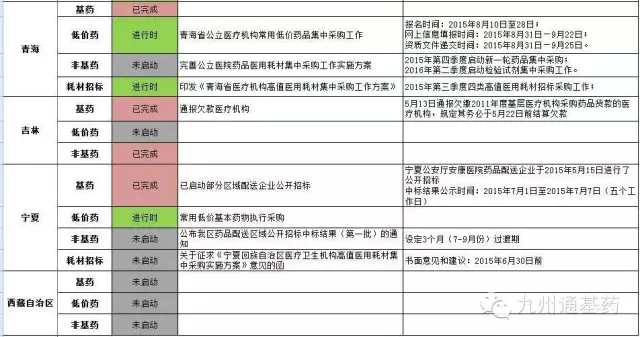 基药 已完成
青海
低价药 进行时 青海省公立医疗机构常用低价药品集中采购工作
报名时间：2015年8月10日至28日；
网上信息填报时间：2015年8月31日—9月22日；
资质文件递交时间：2015年8月31日—9月25日。
非基药 未启动 完善公立医院药品医用耗材集中采购工作实施方案
2015年第四季度启动新一轮药品集中采购；
2016年第二季度启动检验试剂集中采购工作。
耗材招标 进行时 印发《青海省医疗机构高值医用耗材集中采购工作方案》 2015年第三季度四类高值医用耗材招标采购工作；
吉林
基药 已完成 通报欠款医疗机构
5月13日通报欠缴2011年度基层医疗机构采购药品货款的医
疗机构，规定其务必于5月22日前结算欠款
低价药 未启动
非基药 已完成
宁夏
基药 已完成 已启动部分区域配送企业公开招标
宁夏公安厅安康医院药品配送企业于2015年5月15日进行了
公开招标
中标结果公示时间：2015年7月1日至2015年7月7日（五个工
作日）
低价药 进行时 常用低价基本药物执行采购
非基药 未启动
公布我区药品配送区域公开招标中标结果（第一批）的通
知
设定3个月（7-9月份）过渡期
耗材招标 未启动
关于征求《宁夏回族自治区医疗卫生机构高值医用耗材集
中采购实施方案》意见的函
书面意见和建议：2015年6月30日前
西藏自治区
基药 未启动
低价药 未启动
非基药 未启动
九州通基药